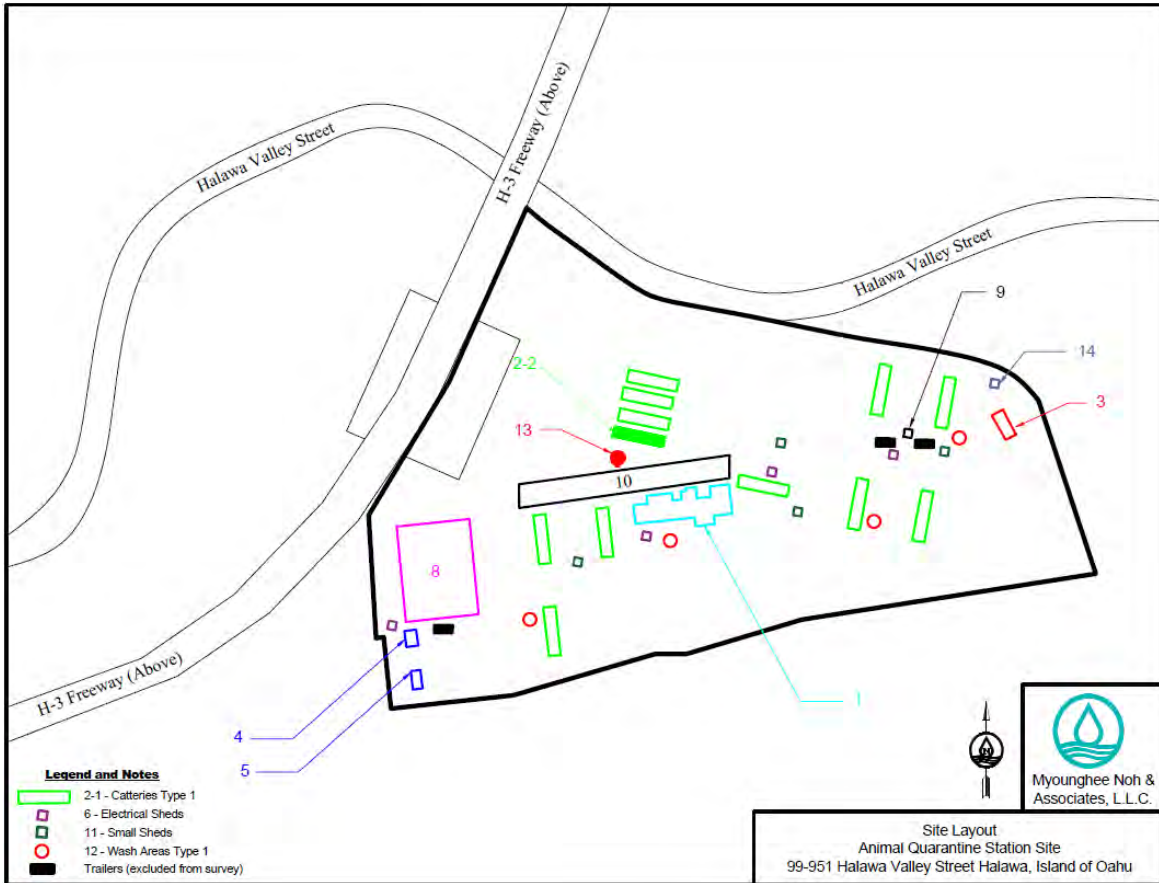 Halawa Valley Street
H-3 Freeway (Above)
Halawa Valley Street
9
14
2-2
3
13
10
8
H-3 Freeway (Above)
4
5
1
N
Legend and Notes
2-1 - Catteries Type 1
6 - Electrical Sheds
11 - Small Sheds
12 - Wash Areas Type 1
Trailers (excluded from survey)
Myounghee Noh &
Associates, L.L.C.
Site Layout
Animal Quarantine Station Site
99-951 Halawa Valley Street Halawa, Island of Oahu